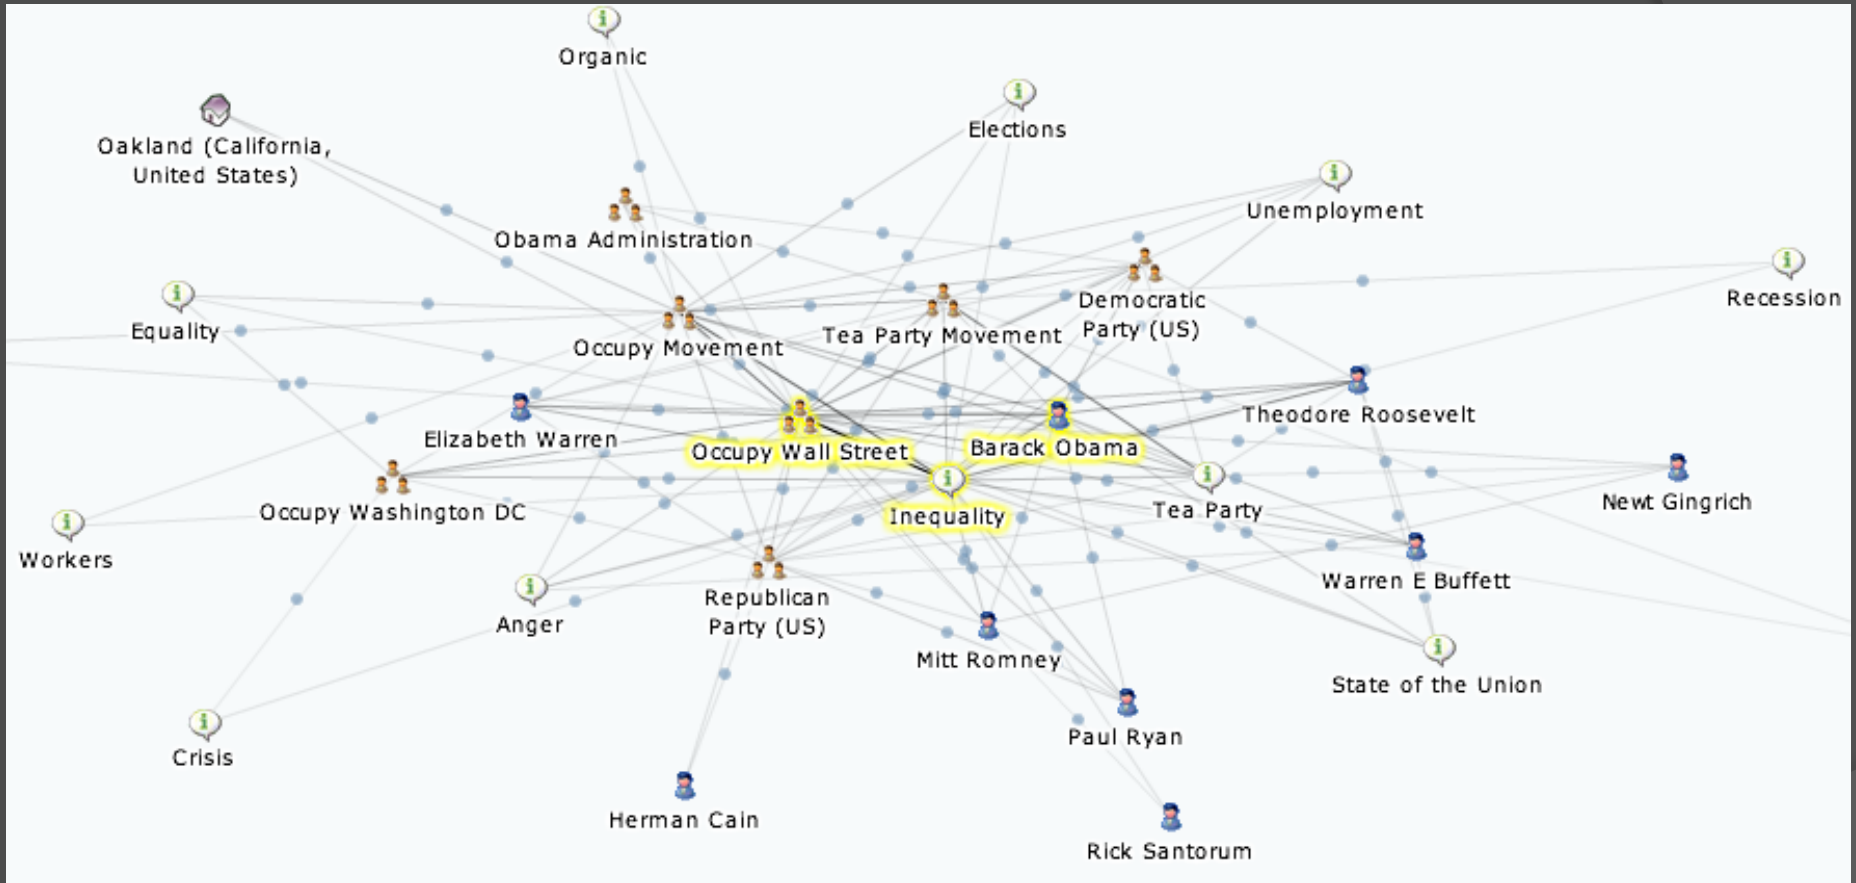 Organic
Elections
Oakland (California,
United States)
Unemployment
Obama Administration
Recession
Democratic
Party (US)
Equality
Tea Party Movement
Occupy Movement
Theodore Roosevelt
Elizabeth Warren
Occupy Wall Street
Barack Obama
Newt Gingrich
Occupy Washington DC
Tea Party
Inequality
Workers
Warren E Buffett
Republican
Party (US)
Anger
Mitt Romney
State of the Union
Paul Ryan
Crisis
Herman Cain
Rick Santorum